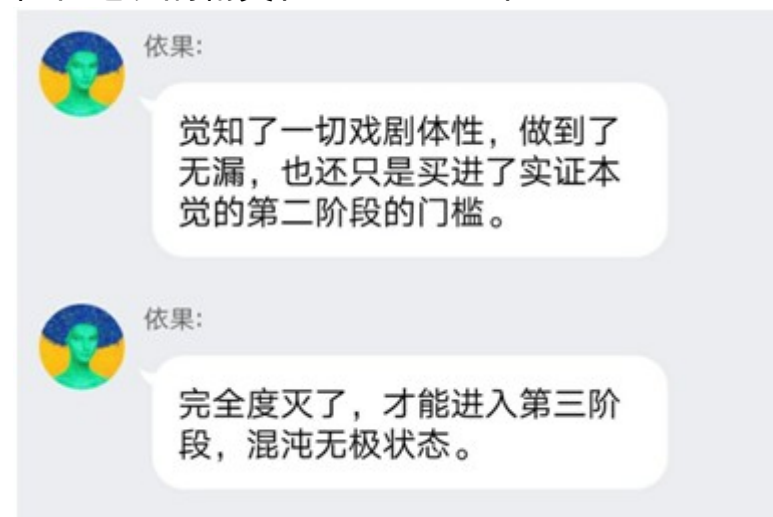 依果:
觉知了一切戏剧体性，做到了
无漏，也还只是买进了实证本
觉的第二阶段的门槛。
依果:
完全度灭了，才能进入第三阶
段，混沌无极状态。